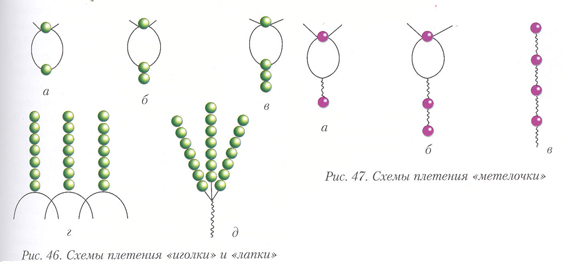 а
б
в
г
д
Рис. 46. Схемы плетения «иголки» и «лапки»
а
б
в
Рис. 47. Схемы плетения «метелочки»